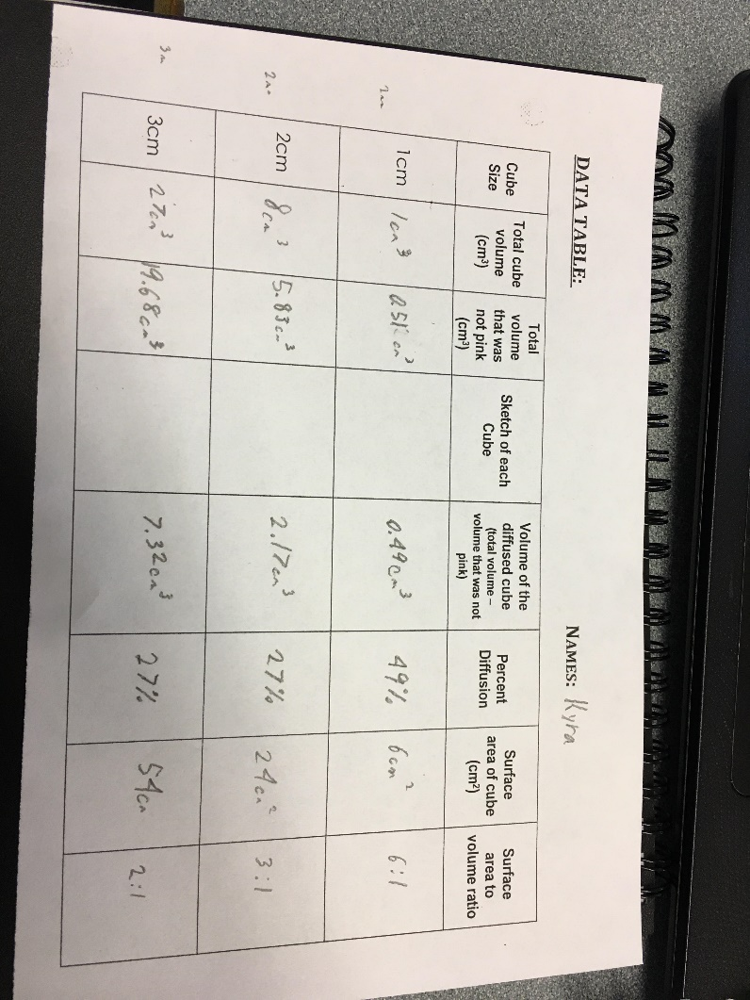 DATA TABLE:
NAMES: Kyra
Cube
Size
Total cube
volume
(cm³)
Total
volume
that was
not pink
(cm³)
Sketch of each
Cube
Volume of the
diffused cube
(total volume –
volume that was not
pink)
Percent
Diffusion
Surface
area of cube
(cm²)
Surface
area to
volume ratio
1cm
1cm³
0.51cm³
0.49cm³
49%
6cm²
6:1
2cm
8cm³
5.83cm³
2.17cm³
27%
24cm²
3:1
3cm
27cm³
19.68cm³
7.32cm³
27%
54cm
2:1